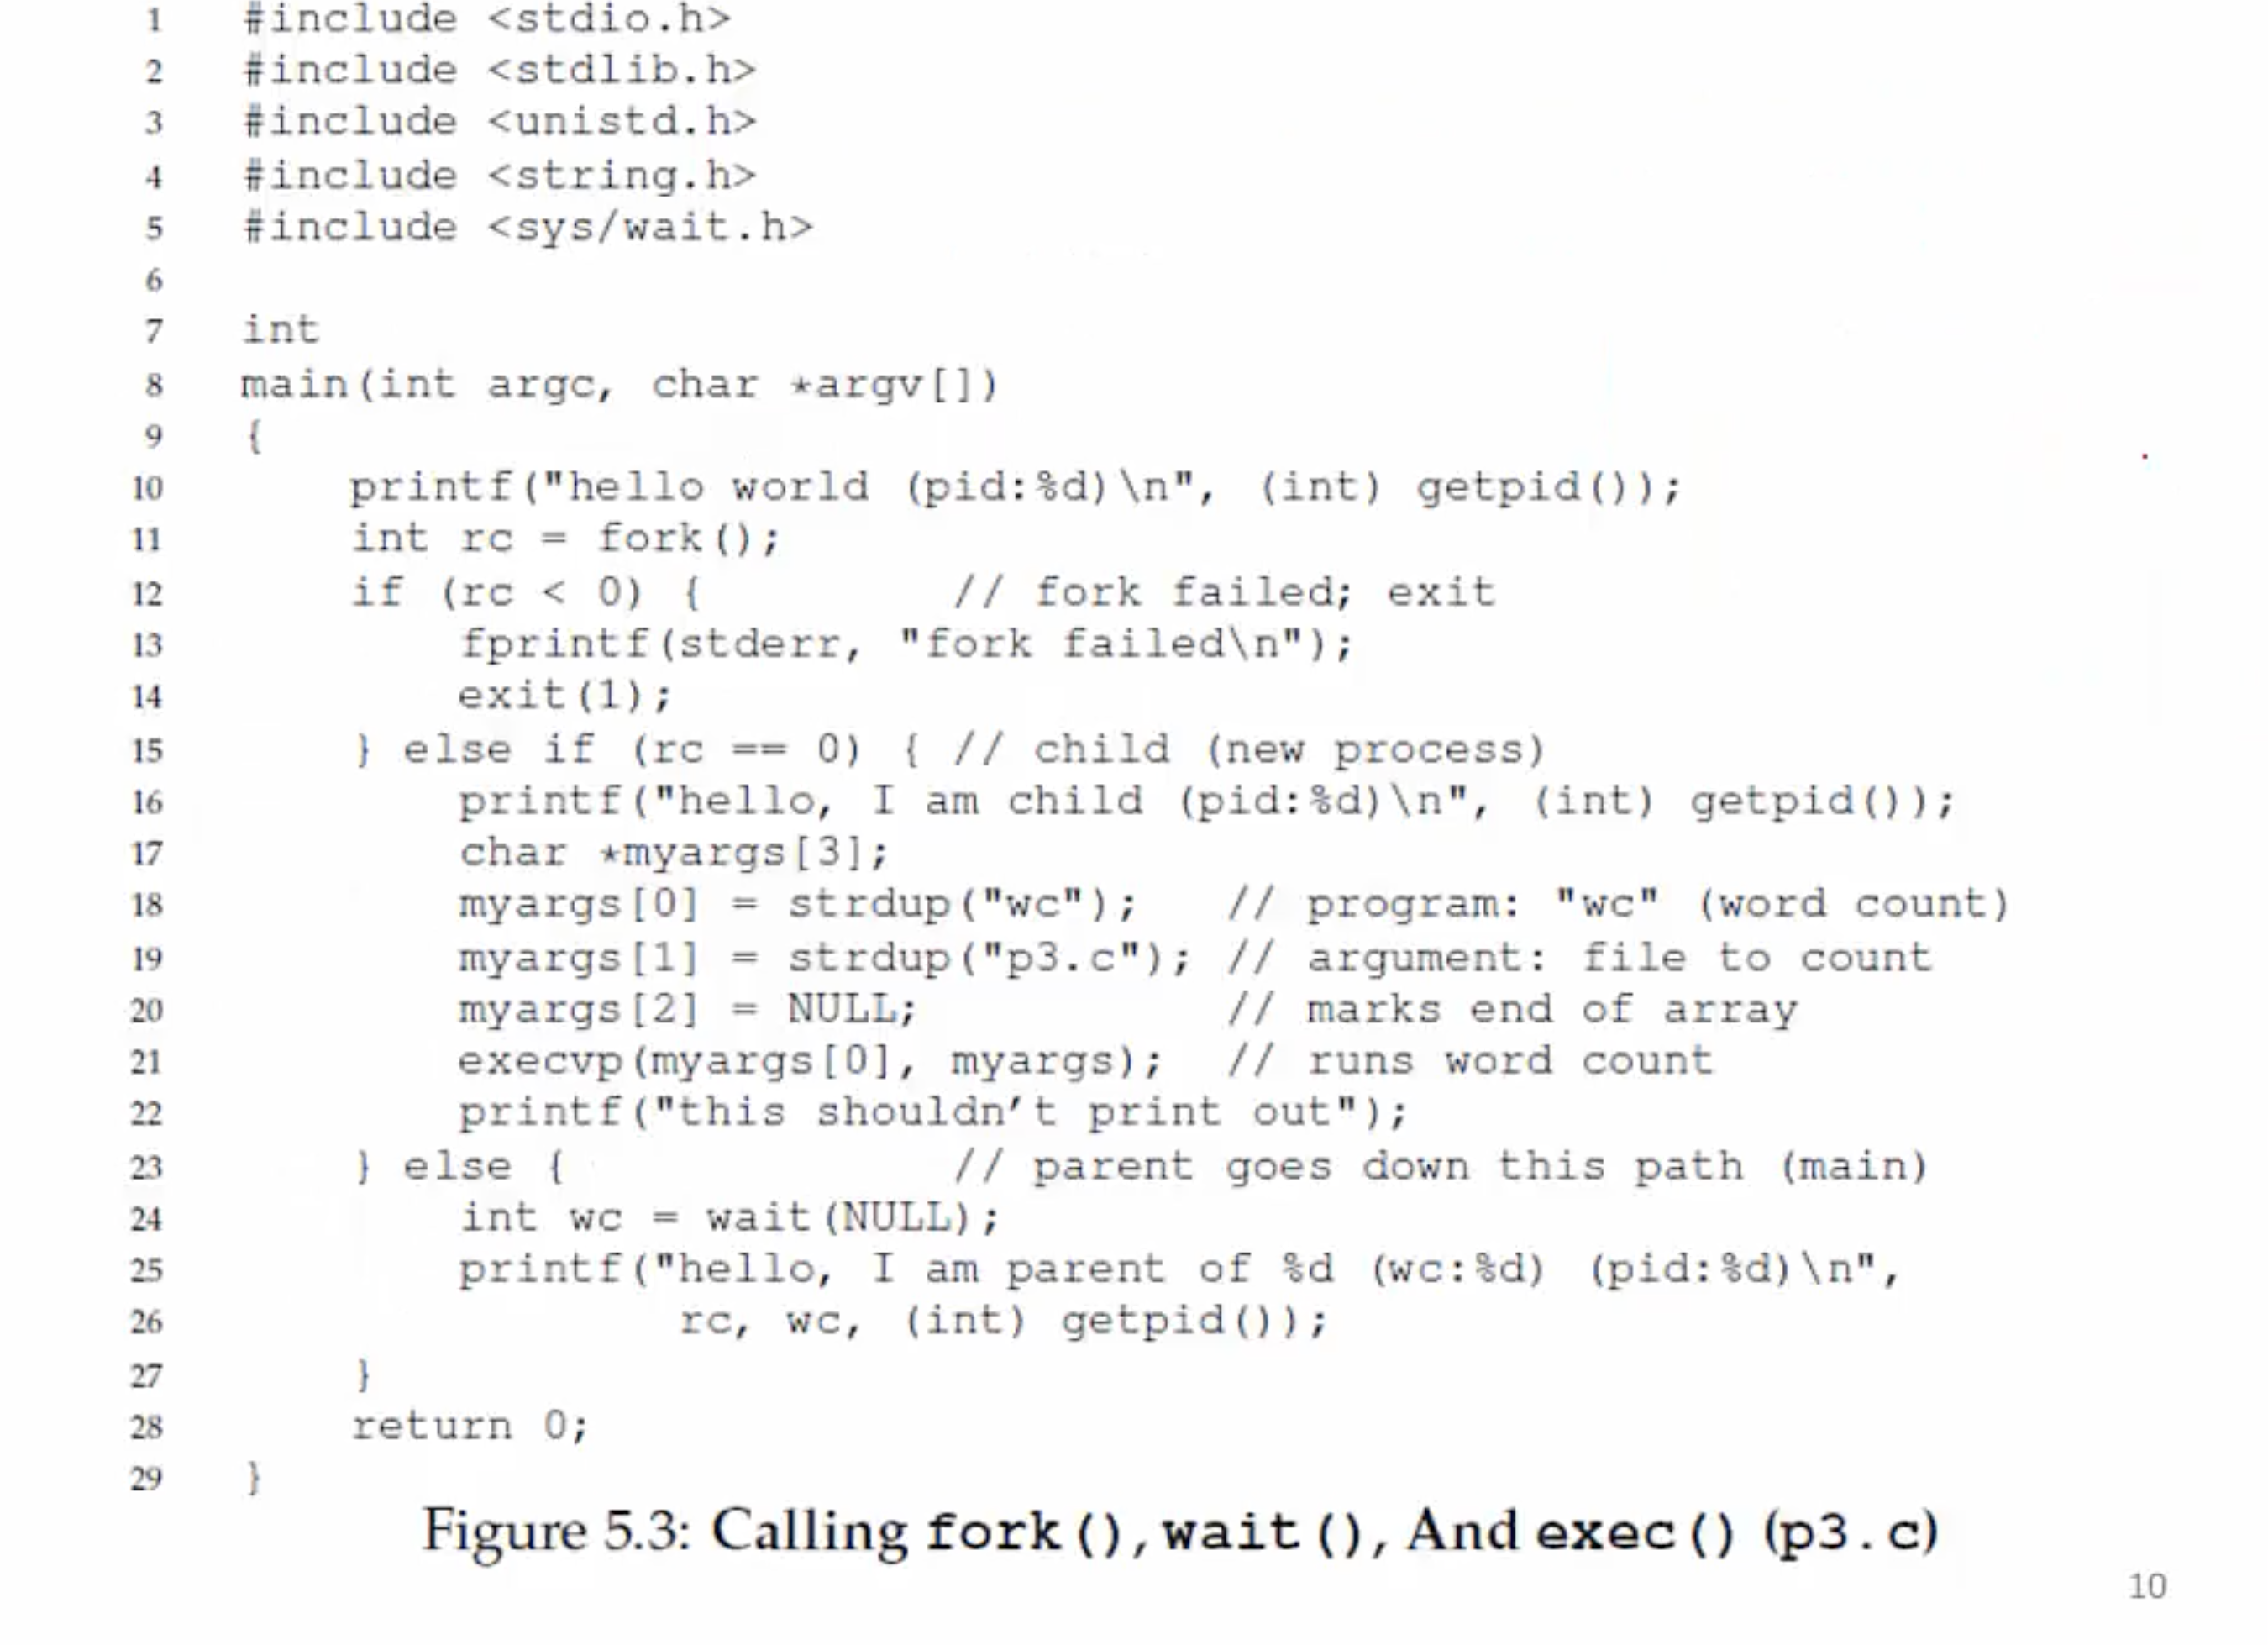 1 #include <stdio.h>
2 #include <stdlib.h>
3 #include <unistd.h>
4 #include <string.h>
5 #include <sys/wait.h>
6
7 int
8 main(int argc, char *argv[])
9 {
10     printf("hello world (pid:%d)\n", (int) getpid());
11     int rc = fork();
12     if (rc < 0) {         // fork failed; exit
13         fprintf(stderr, "fork failed\n");
14         exit(1);
15     } else if (rc == 0) { // child (new process)
16         printf("hello, I am child (pid:%d)\n", (int) getpid());
17         char *myargs[3];
18         myargs[0] = strdup("wc");   // program: "wc" (word count)
19         myargs[1] = strdup("p3.c"); // argument: file to count
20         myargs[2] = NULL;           // marks end of array
21         execvp(myargs[0], myargs);  // runs word count
22         printf("this shouldn't print out");
23     } else {              // parent goes down this path (main)
24         int wc = wait(NULL);
25         printf("hello, I am parent of %d (wc:%d) (pid:%d)\n",
26                 rc, wc, (int) getpid());
27     }
28     return 0;
29 }
Figure 5.3: Calling fork(), wait(), And exec() (p3.c)
10